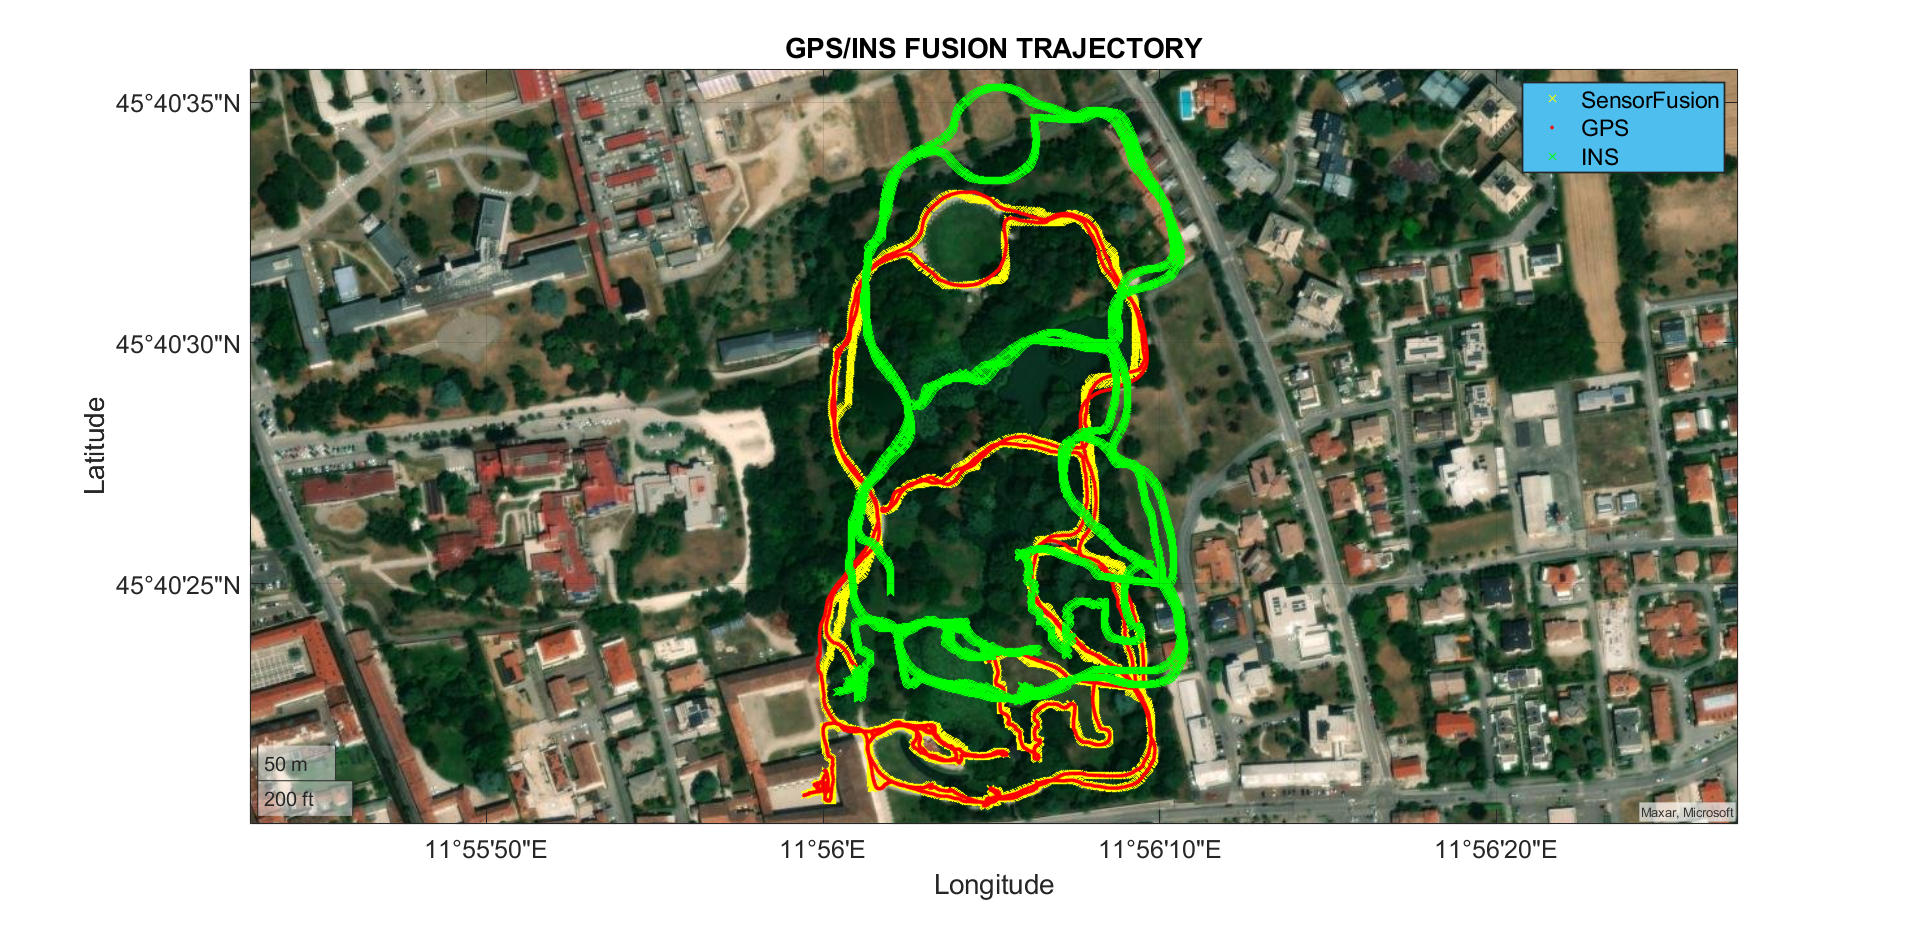 GPS/INS FUSION TRAJECTORY
45°40'35"N
45°40'30"N
45°40'25"N
Latitude
SensorFusion
GPS
INS
50 m
200 ft
Maxar, Microsoft
11°55'50"E
11°56'E
11°56'10"E
11°56'20"E
Longitude